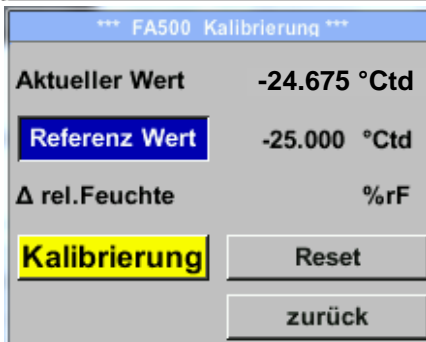 *** FA500 Kalibrierung ***
Aktueller Wert -24.675 °Ctd
Referenz Wert -25.000 °Ctd
Δ rel.Feuchte %rF
Kalibrierung Reset
zurück